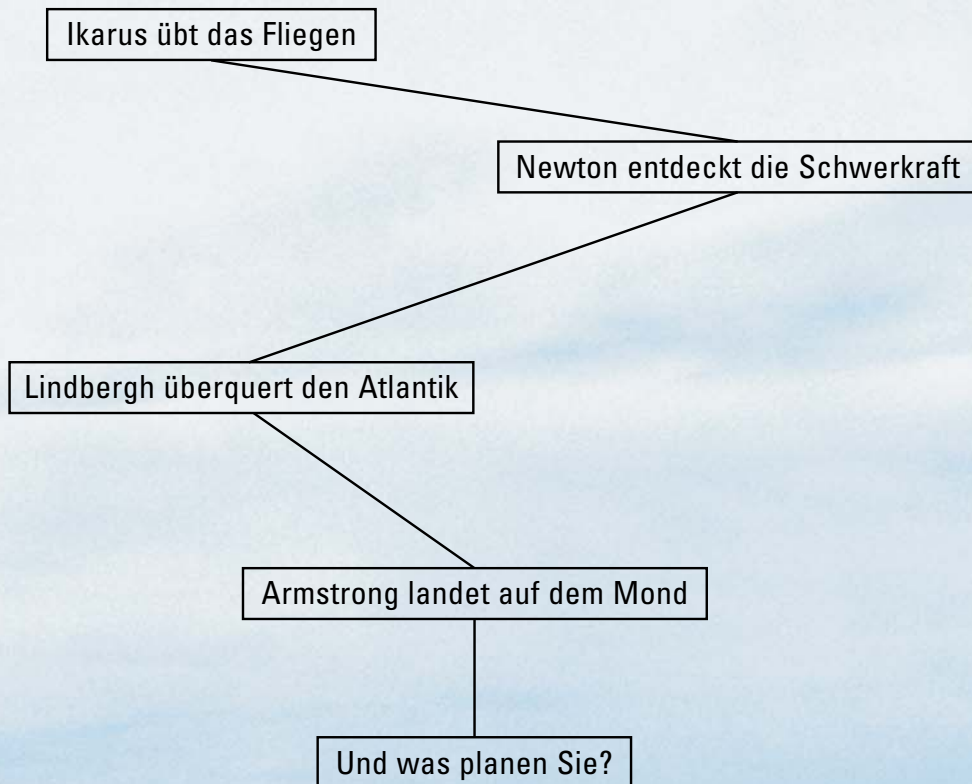 Ikarus übt das Fliegen
Newton entdeckt die Schwerkraft
Lindbergh überquert den Atlantik
Armstrong landet auf dem Mond
Und was planen Sie?